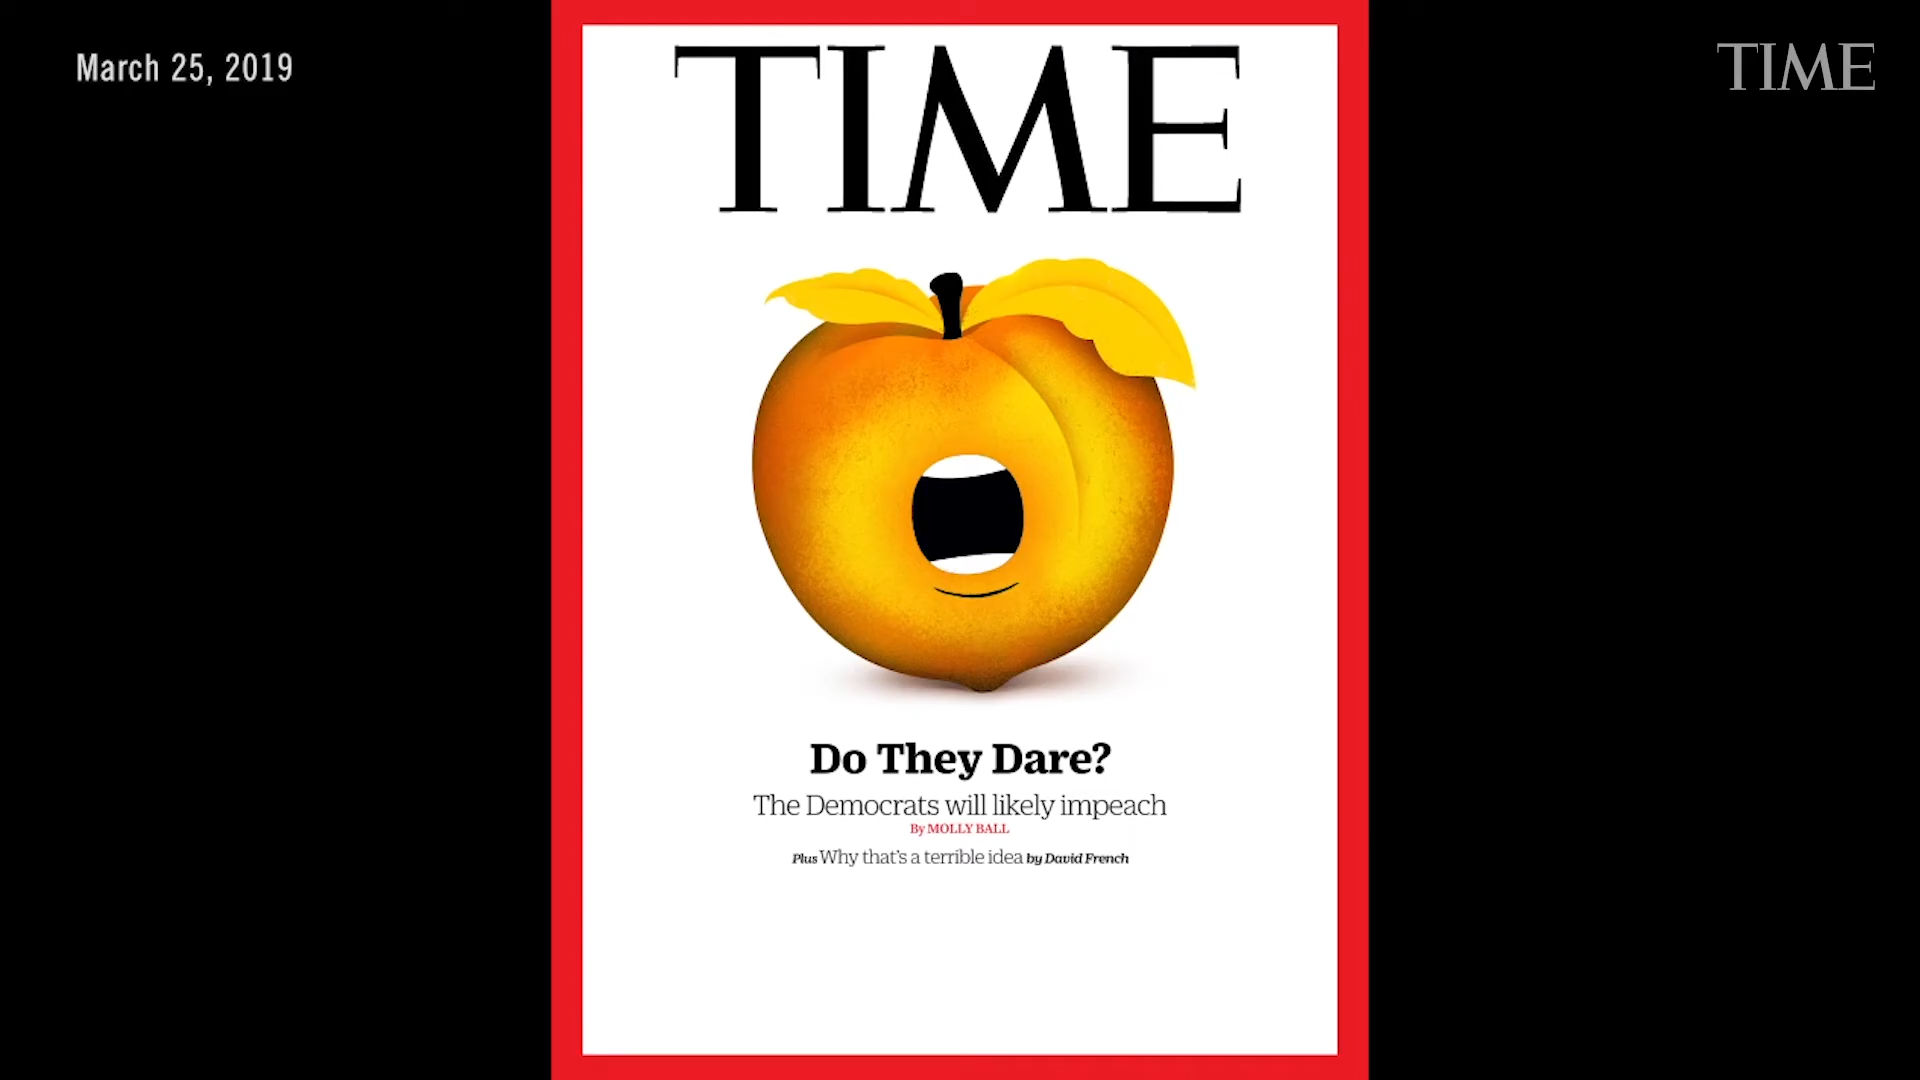 March 25, 2019
TIME
TIME
Do They Dare?
The Democrats will likely impeach
By MOLLY BALL
Plus Why that's a terrible idea by David French